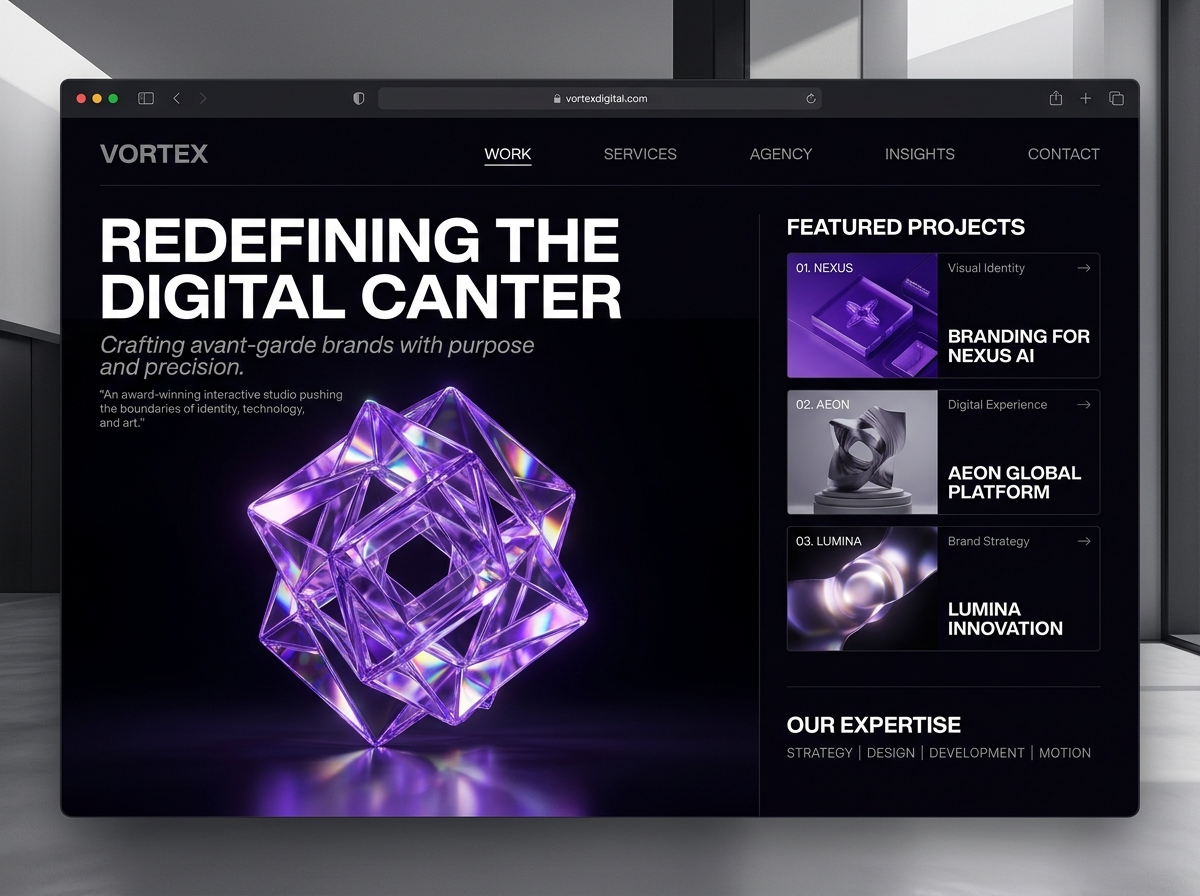 vortexdigital.com
VORTEX
WORK
SERVICES
AGENCY
INSIGHTS
CONTACT
REDEFINING THE
DIGITAL CANTER
Crafting avant-garde brands with purpose
and precision.
"An award-winning interactive studio pushing
the boundaries of identity, technology,
and art."
FEATURED PROJECTS
01. NEXUS
Visual Identity
BRANDING FOR
NEXUS AI
02. AEON
Digital Experience
AEON GLOBAL
PLATFORM
03. LUMINA
Brand Strategy
LUMINA
INNOVATION
OUR EXPERTISE
STRATEGY | DESIGN | DEVELOPMENT | MOTION